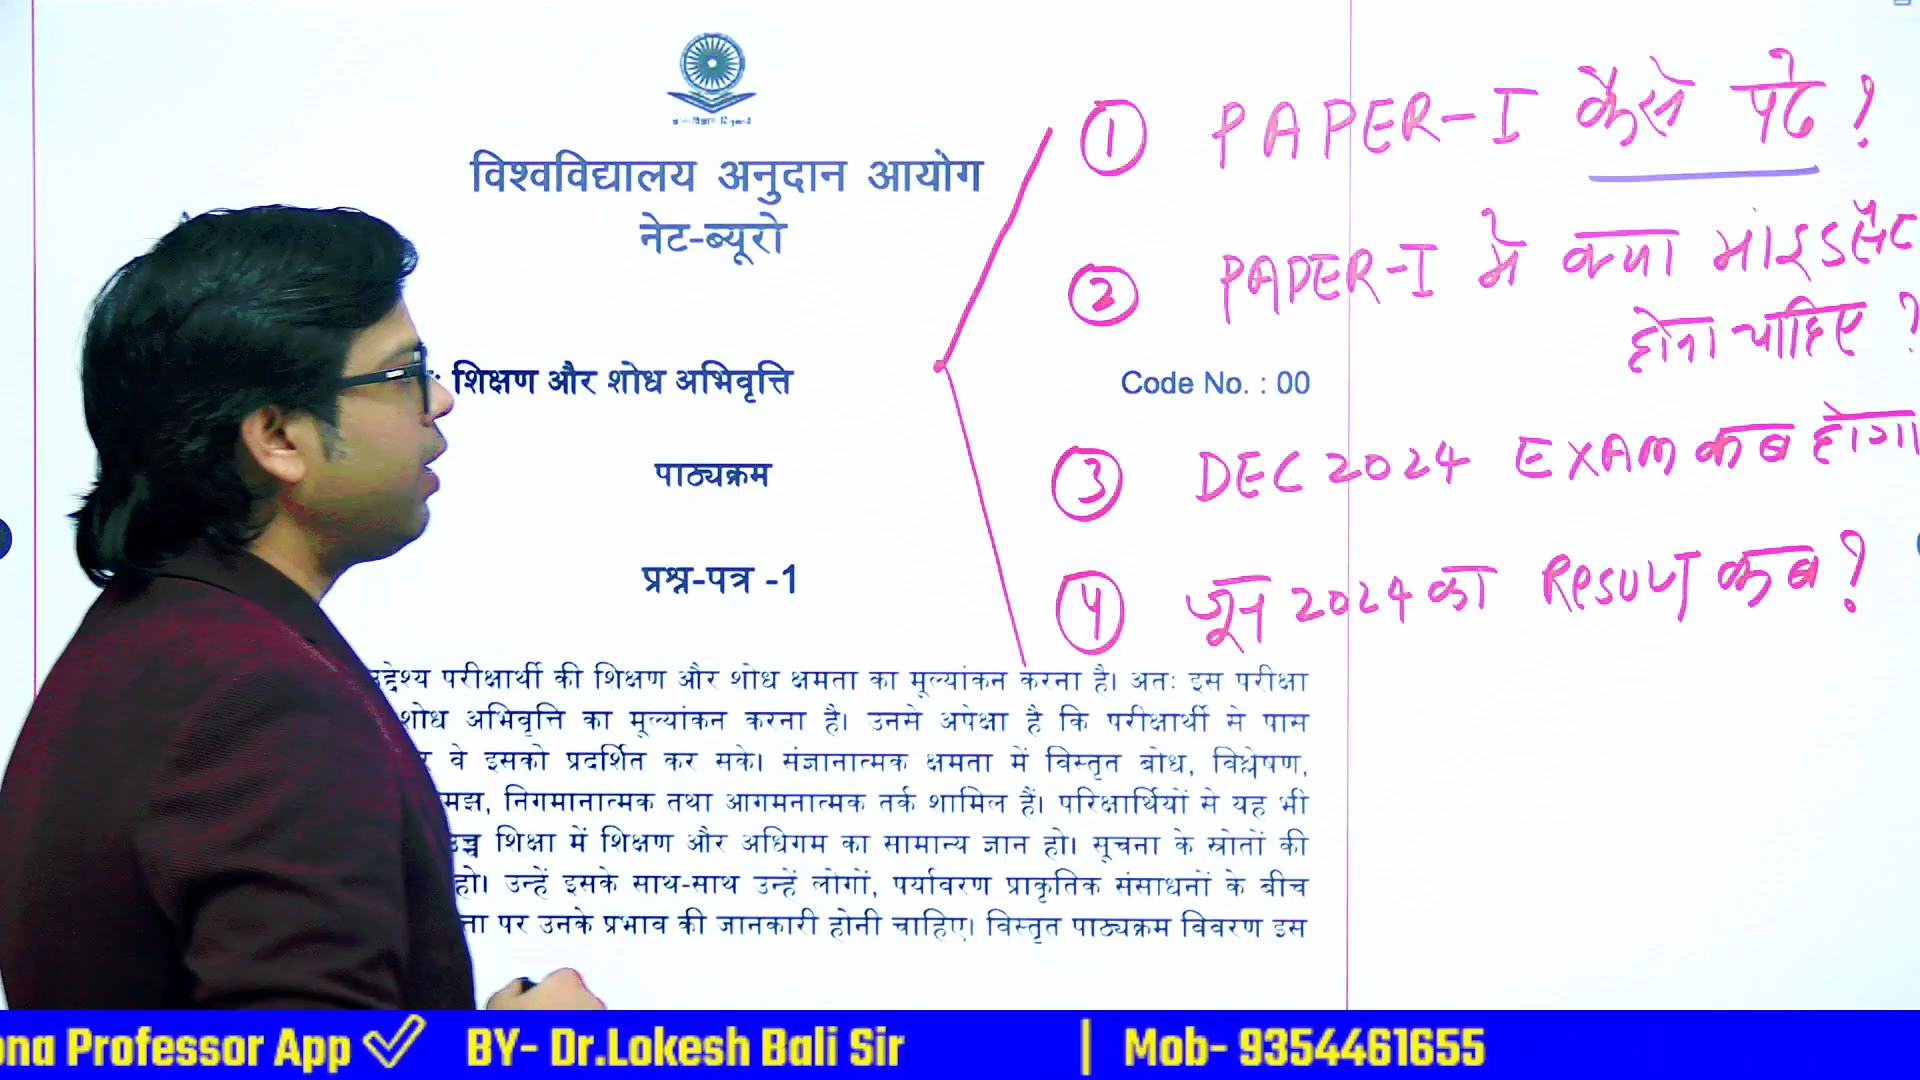 विश्वविद्यालय अनुदान आयोग
नेट-ब्यूरो
: शिक्षण और शोध अभिवृत्ति
Code No. : 00
पाठ्यक्रम
प्रश्न-पत्र -1
उद्देश्य परीक्षार्थी की शिक्षण और शोध क्षमता का मूल्यांकन करना है। अतः इस परीक्षा
शोध अभिवृत्ति का मूल्यांकन करना है। उनसे अपेक्षा है कि परीक्षार्थी से पास
वे इसको प्रदर्शित कर सके। संज्ञानात्मक क्षमता में विस्तृत बोध, विश्लेषण,
निगमानात्मक तथा आगमनात्मक तर्क शामिल हैं। परिक्षार्थियों से यह भी
उच्च शिक्षा में शिक्षण और अधिगम का सामान्य ज्ञान हो। सूचना के स्रोतों की
हो। उन्हें इसके साथ-साथ उन्हें लोगों, पर्यावरण प्राकृतिक संसाधनों के बीच
पर उनके प्रभाव की जानकारी होनी चाहिए। विस्तृत पाठ्यक्रम विवरण इस
① PAPER-I कैसे पढे ?
② PAPER-I में क्या माइंडसैट
होना चाहिए ?
③ DEC 2024 EXAM कब होगा
④ जून 2024 का Result कब ?
ona Professor App ✓ BY- Dr.Lokesh Bali Sir | Mob- 9354461655